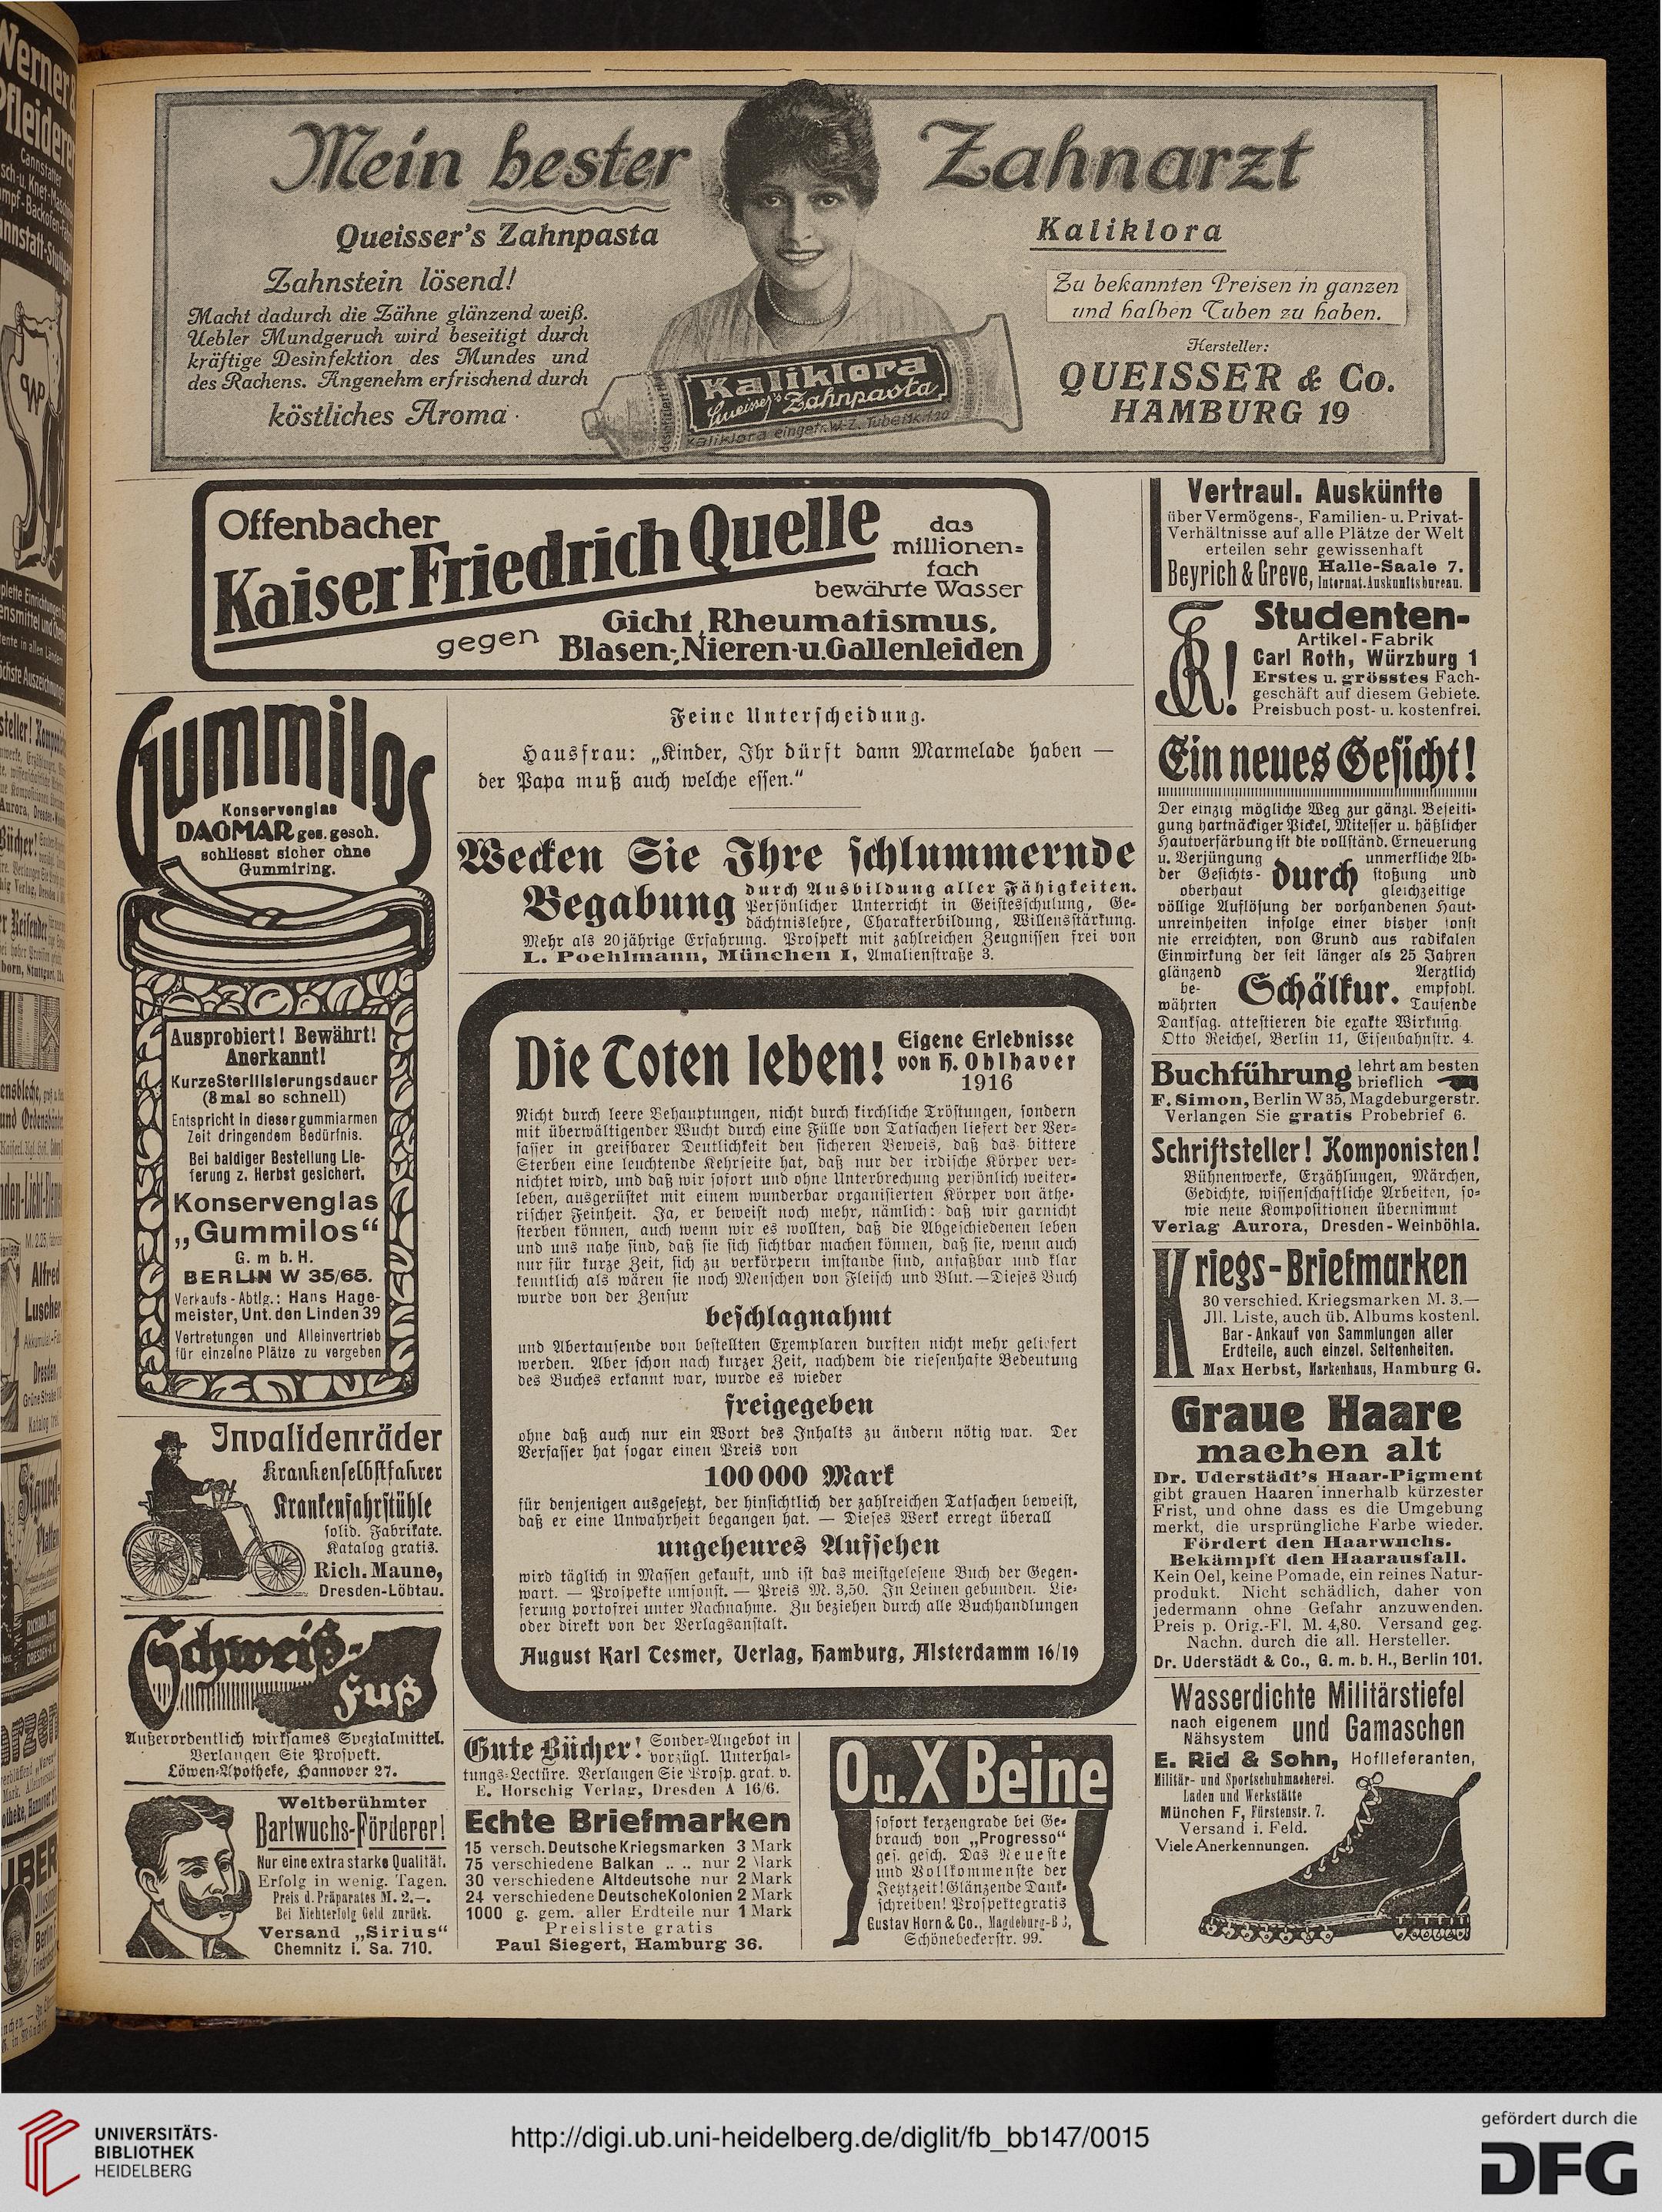 Mein bester Zahnarzt
Queisser's Zahnpasta
Kaliklora
Zahnstein lösend!
Macht dadurch die Zähne glänzend weiß.
Uebler Mundgeruch wird beseitigt durch
kräftige Desinfektion des Mundes und
des Rachens. Angenehm erfrischend durch
köstliches Aroma
Zu bekannten Preisen in ganzen
und halben Tuben zu haben.
Hersteller:
QUEISSER & Co.
HAMBURG 19
Kaliklora
Queisser's Zahnpasta
Kaliklora eingetr. W-Z. Tube Mk. 1.20
Offenbacher
Kaiser Friedrich Quelle
das
millionen=
fach
bewährte Wasser
gegen
Gicht, Rheumatismus,
Blasen-, Nieren- u. Gallenleiden
Vertraul. Auskünfte
über Vermögens-, Familien- u. Privat-
Verhältnisse auf alle Plätze der Welt
erteilen sehr gewissenhaft
Beyrich & Greve, Halle-Saale 7.
Internat. Auskunftsbureau.
Studenten-
Artikel-Fabrik
Carl Roth, Würzburg 1
Erstes u. grösstes Fach-
geschäft auf diesem Gebiete.
Preisbuch post- u. kostenfrei.
Gummilos
Konservenglas
DAGMAR ges. gesch.
schliesst sicher ohne
Gummiring.
Ausprobiert! Bewährt!
Anerkannt!
Kurze Sterilisierungsdauer
(8 mal so schnell)
Entspricht in dieser gummiarmen
Zeit dringendem Bedürfnis.
Bei baldiger Bestellung Lie-
ferung z. Herbst gesichert.
Konservenglas
„Gummilos“
G. m b. H.
BERLIN W 35/65.
Verkaufs-Abtlg.: Hans Hage-
meister, Unt. den Linden 39
Vertretungen und Alleinvertrieb
für einzelne Plätze zu vergeben
Feine Unterscheidung.
Hausfrau: „Kinder, Ihr dürft dann Marmelade haben —
der Papa muß auch welche essen.“
Wecken Sie Ihre schlummernde
Begabung durch Ausbildung aller Fähigkeiten.
Persönlicher Unterricht in Geistesschulung, Ge-
dächtnislehre, Charakterbildung, Willensstärkung.
Mehr als 20jährige Erfahrung. Prospekt mit zahlreichen Zeugnissen frei von
L. Poehlmann, München I, Amalienstraße 3.
Die Toten leben!
Eigene Erlebnisse
von H. Ohlhaver
1916
Nicht durch leere Behauptungen, nicht durch kirchliche Tröstungen, sondern
mit überwältigender Wucht durch eine Fülle von Tatsachen liefert der Ver-
fasser in greifbarer Deutlichkeit den sicheren Beweis, daß das bittere
Sterben eine leuchtende Kehrseite hat, daß nur der irdische Körper ver-
nichtet wird, und daß wir sofort und ohne Unterbrechung persönlich weiter-
leben, ausgerüstet mit einem wunderbar organisierten Körper von äthe-
rischer Feinheit. Ja, er beweist noch mehr, nämlich: daß wir garnicht
sterben können, auch wenn wir es wollten, daß die Abgeschiedenen leben
und uns nahe sind, daß sie sich sichtbar machen können, daß sie, wenn auch
nur für kurze Zeit, sich zu verkörpern imstande sind, anfaßbar und klar
kenntlich als wären sie noch Menschen von Fleisch und Blut. — Dieses Buch
wurde von der Zensur
beschlagnahmt
und Abertausende von bestellten Exemplaren durften nicht mehr geliefert
werden. Aber schon nach kurzer Zeit, nachdem die riesenhafte Bedeutung
des Buches erkannt war, wurde es wieder
freigegeben
ohne daß auch nur ein Wort des Inhalts zu ändern nötig war. Der
Verfasser hat sogar einen Preis von
100 000 Mark
für denjenigen ausgesetzt, der hinsichtlich der zahlreichen Tatsachen beweist,
daß er eine Unwahrheit begangen hat. — Dieses Werk erregt überall
ungeheures Aufsehen
wird täglich in Massen gekauft, und ist das meistgelesene Buch der Gegen-
wart. — Prospekte umsonst. — Preis M. 3,50. In Leinen gebunden. Lie-
ferung portofrei unter Nachnahme. Zu beziehen durch alle Buchhandlungen
oder direkt von der Verlagsanstalt.
August Karl Tesmer, Verlag, Hamburg, Alsterdamm 16/19
Ein neues Gesicht!
Der einzig mögliche Weg zur gänzl. Beseiti-
gung hartnäckiger Pickel, Mitesser u. häßlicher
Hautverfärbung ist die vollständ. Erneuerung
u. Verjüngung
der Gesichts-
oberhaut
durch
unmerkliche Ab-
stoßung und
gleichzeitige
völlige Auflösung der vorhandenen Haut-
unreinheiten infolge einer bisher sonst
nie erreichten, von Grund aus radikalen
Einwirkung der seit länger als 25 Jahren
glänzend
be-
währten
Schälkur.
Aerztlich
empfohl.
Tausende
Danksag. attestieren die exakte Wirkung.
Otto Reichel, Berlin 11, Eisenbahnstr. 4.
Buchführung lehrt am besten
brieflich
F. Simon, Berlin W 35, Magdeburgerstr.
Verlangen Sie gratis Probebrief 6.
Schriftsteller! Komponisten!
Bühnenwerke, Erzählungen, Märchen,
Gedichte, wissenschaftliche Arbeiten, so-
wie neue Kompositionen übernimmt
Verlag Aurora, Dresden-Weinböhla.
Kriegs-Briefmarken
30 verschied. Kriegsmarken M. 3.—
Jll. Liste, auch üb. Albums kostenl.
Bar-Ankauf von Sammlungen aller
Erdteile, auch einzel. Seltenheiten.
Max Herbst, Markenhaus, Hamburg G.
Graue Haare
machen alt
Dr. Uderstädt's Haar-Pigment
gibt grauen Haaren innerhalb kürzester
Frist, und ohne dass es die Umgebung
merkt, die ursprüngliche Farbe wieder.
Fördert den Haarwuchs.
Bekämpft den Haarausfall.
Kein Oel, keine Pomade, ein reines Natur-
produkt. Nicht schädlich, daher von
jedermann ohne Gefahr anzuwenden.
Preis p. Orig.-Fl. M. 4,80. Versand geg.
Nachn. durch die all. Hersteller.
Dr. Uderstädt & Co., G. m. b. H., Berlin 101.
Wasserdichte Militärstiefel
nach eigenem
Nähsystem
und Gamaschen
E. Rid & Sohn, Hoflieferanten,
Militär- und Sportschuhmacherei.
Laden und Werkstätte
München F, Fürstenstr. 7.
Versand i. Feld.
Viele Anerkennungen.
Invalidenräder
Krankenselbstfahrer
Krankenfahrstühle
solid. Fabrikate.
Katalog gratis.
Rich. Maune,
Dresden-Löbtau.
Schweiß-
Fuß
Außerordentlich wirksames Spezialmittel.
Verlangen Sie Prospekt.
Löwen-Apotheke, Hannover 27.
Weltberühmter
Bartwuchs-Förderer!
Nur eine extra starke Qualität.
Erfolg in wenig. Tagen.
Preis d. Präparates M. 2.—.
Bei Nichterfolg Geld zurück.
Versand „Sirius“
Chemnitz i. Sa. 710.
Gute Bücher! Sonder-Angebot in
vorzügl. Unterhal-
tungs-Lectüre. Verlangen Sie Prosp. grat. v.
E. Horschig Verlag, Dresden A 16/6.
Echte Briefmarken
15 versch. Deutsche Kriegsmarken 3 Mark
75 verschiedene Balkan .. .. nur 2 Mark
30 verschiedene Altdeutsche nur 2 Mark
24 verschiedene Deutsche Kolonien 2 Mark
1000 g. gem. aller Erdteile nur 1 Mark
Preisliste gratis
Paul Siegert, Hamburg 36.
O u. X Beine
sofort kerzengrade bei Ge-
brauch von „Progresso“
ges. gesch. Das Neueste
und Vollkommenste der
Jetztzeit! Glänzende Dank-
schreiben! Prospekte gratis
Gustav Horn & Co., Magdeburg-B 3,
Schönebeckerstr. 99.
UNIVERSITÄTS-
BIBLIOTHEK
HEIDELBERG
http://digi.ub.uni-heidelberg.de/diglit/fb_bb147/0015
gefördert durch die
DFG